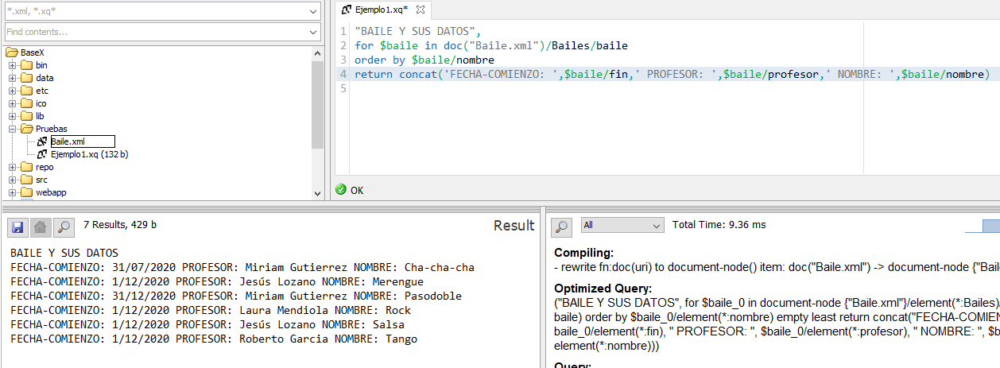 *.xml, *.xq*
Find contents...
BaseX
bin
data
etc
ico
lib
Pruebas
Baile.xml
Ejemplo1.xq (132 b)
repo
src
webapp
Ejemplo1.xq*
1 "BAILE Y SUS DATOS",
2 for $baile in doc("Baile.xml")/Bailes/baile
3 order by $baile/nombre
4 return concat('FECHA-COMIENZO: ',$baile/fin,' PROFESOR: ',$baile/profesor,' NOMBRE: ',$baile/nombre)
5
OK
7 Results, 429 b
Result
BAILE Y SUS DATOS
FECHA-COMIENZO: 31/07/2020 PROFESOR: Miriam Gutierrez NOMBRE: Cha-cha-cha
FECHA-COMIENZO: 1/12/2020 PROFESOR: Jesús Lozano NOMBRE: Merengue
FECHA-COMIENZO: 31/12/2020 PROFESOR: Miriam Gutierrez NOMBRE: Pasodoble
FECHA-COMIENZO: 1/12/2020 PROFESOR: Laura Mendiola NOMBRE: Rock
FECHA-COMIENZO: 1/12/2020 PROFESOR: Jesús Lozano NOMBRE: Salsa
FECHA-COMIENZO: 1/12/2020 PROFESOR: Roberto Garcia NOMBRE: Tango
All
Total Time: 9.36 ms
Compiling:
- rewrite fn:doc(uri) to document-node() item: doc("Baile.xml") -> document-node {"Bail
Optimized Query:
("BAILE Y SUS DATOS", for $baile_0 in document-node {"Baile.xml"}/element(*:Bailes)/
baile) order by $baile_0/element(*:nombre) empty least return concat("FECHA-COMIEN
baile_0/element(*:fin), " PROFESOR: ", $baile_0/element(*:profesor), " NOMBRE: ", $b
element(*:nombre)))
Query: